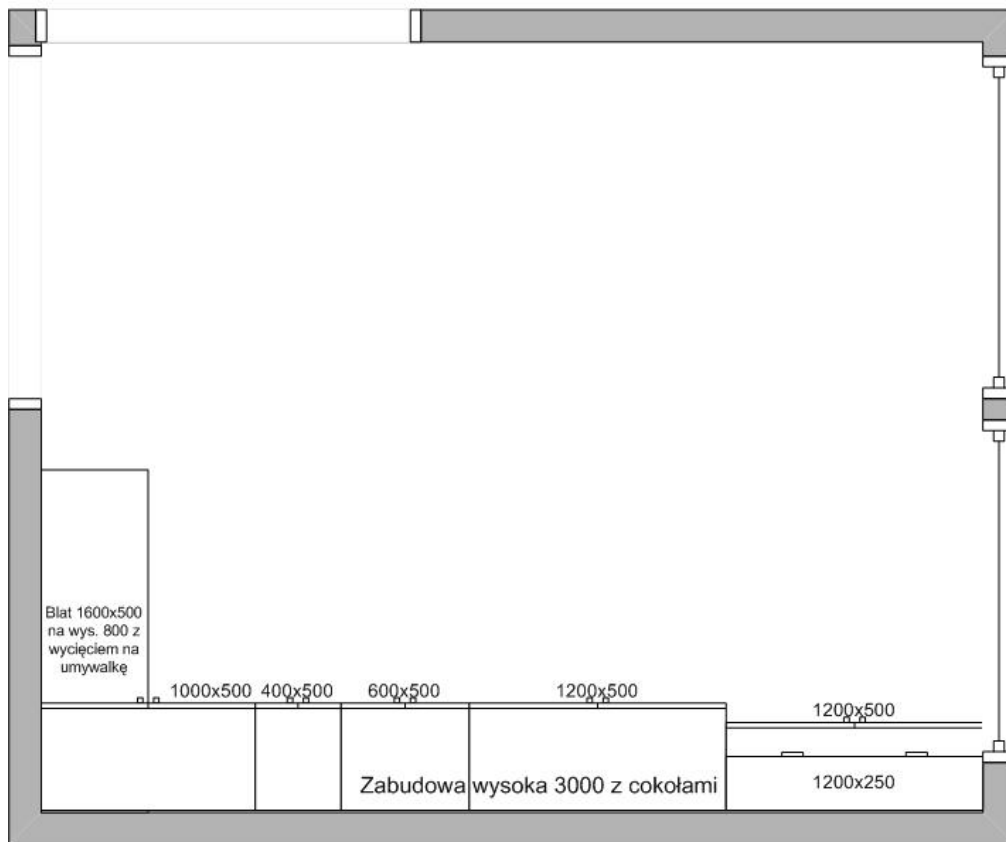 Blat 1600x500
na wys. 800 z
wycięciem na
umywalkę
1000x500
400x500
600x500
1200x500
1200x500
Zabudowa wysoka 3000 z cokołami
1200x250